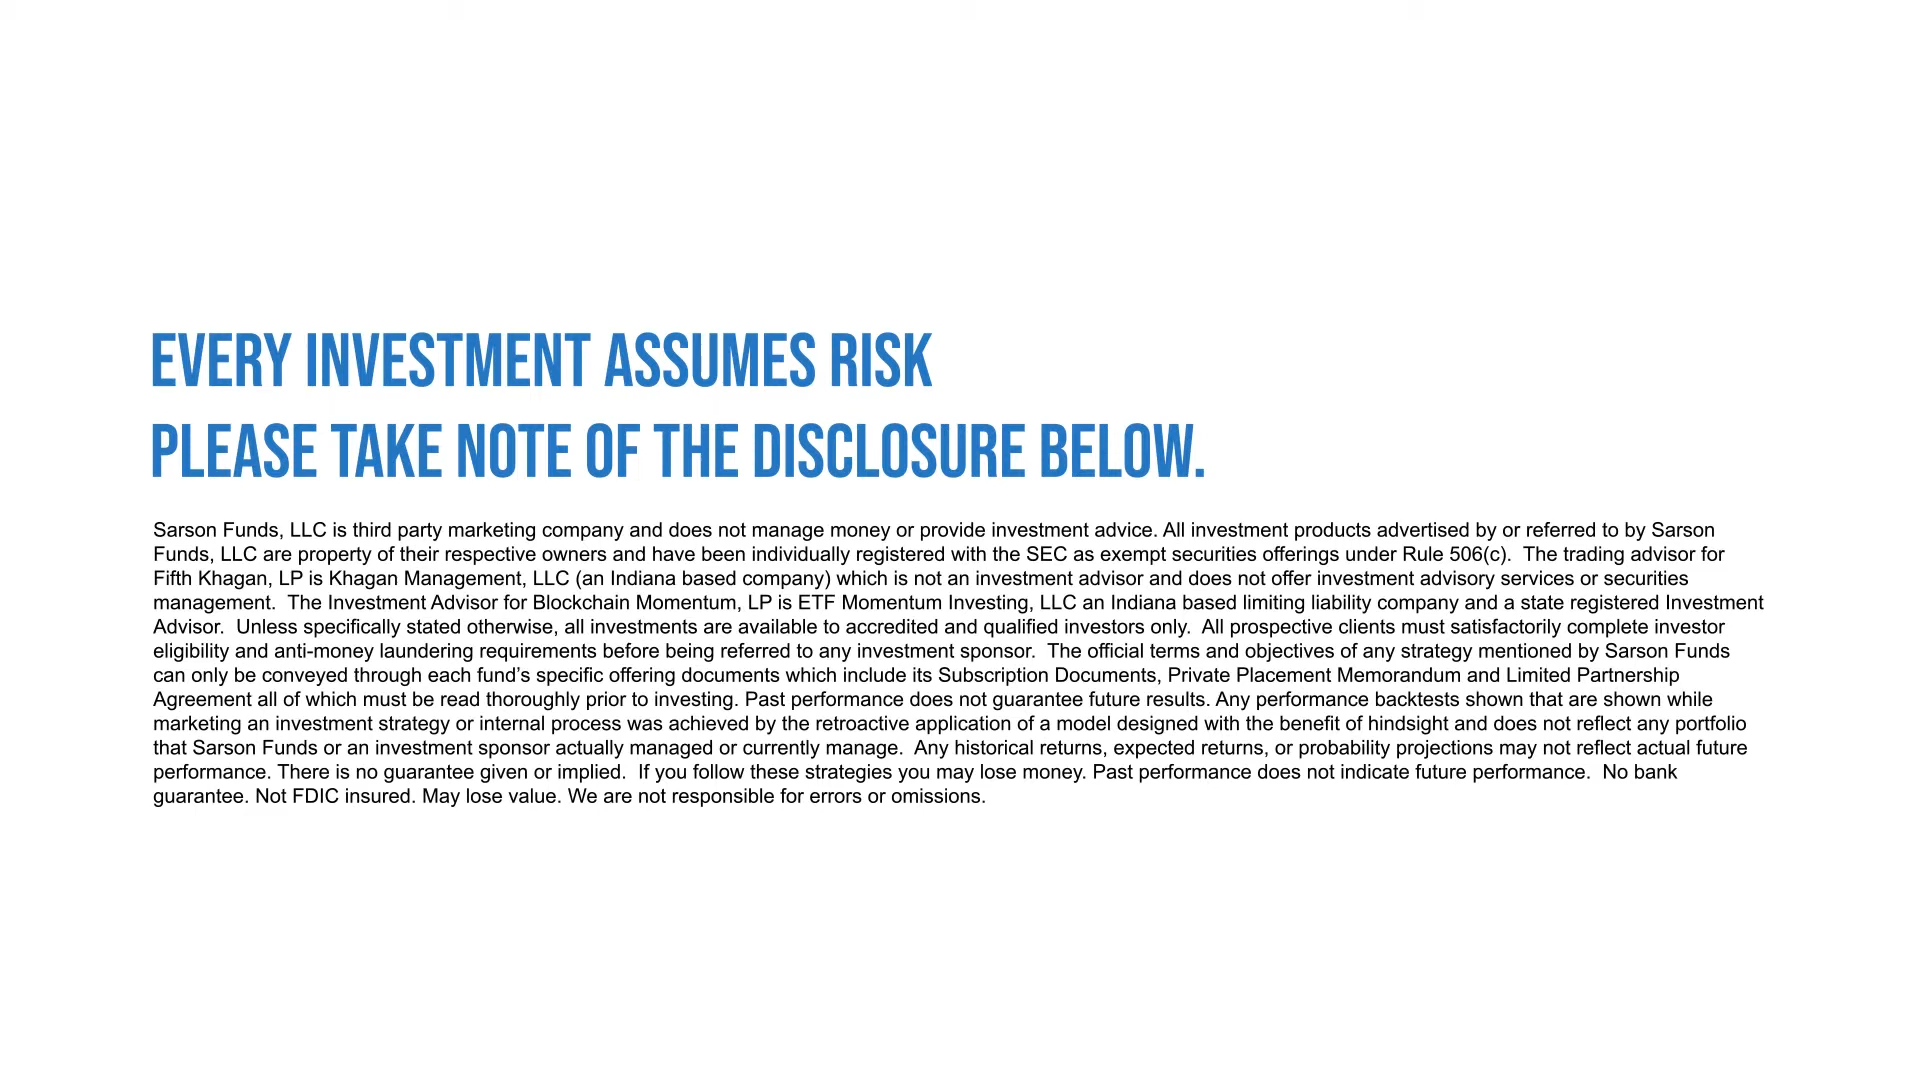 EVERY INVESTMENT ASSUMES RISK
PLEASE TAKE NOTE OF THE DISCLOSURE BELOW.
Sarson Funds, LLC is third party marketing company and does not manage money or provide investment advice. All investment products advertised by or referred to by Sarson
Funds, LLC are property of their respective owners and have been individually registered with the SEC as exempt securities offerings under Rule 506(c).  The trading advisor for
Fifth Khagan, LP is Khagan Management, LLC (an Indiana based company) which is not an investment advisor and does not offer investment advisory services or securities
management.  The Investment Advisor for Blockchain Momentum, LP is ETF Momentum Investing, LLC an Indiana based limiting liability company and a state registered Investment
Advisor.  Unless specifically stated otherwise, all investments are available to accredited and qualified investors only.  All prospective clients must satisfactorily complete investor
eligibility and anti-money laundering requirements before being referred to any investment sponsor.  The official terms and objectives of any strategy mentioned by Sarson Funds
can only be conveyed through each fund’s specific offering documents which include its Subscription Documents, Private Placement Memorandum and Limited Partnership
Agreement all of which must be read thoroughly prior to investing. Past performance does not guarantee future results. Any performance backtests shown that are shown while
marketing an investment strategy or internal process was achieved by the retroactive application of a model designed with the benefit of hindsight and does not reflect any portfolio
that Sarson Funds or an investment sponsor actually managed or currently manage.  Any historical returns, expected returns, or probability projections may not reflect actual future
performance. There is no guarantee given or implied.  If you follow these strategies you may lose money. Past performance does not indicate future performance.  No bank
guarantee. Not FDIC insured. May lose value. We are not responsible for errors or omissions.